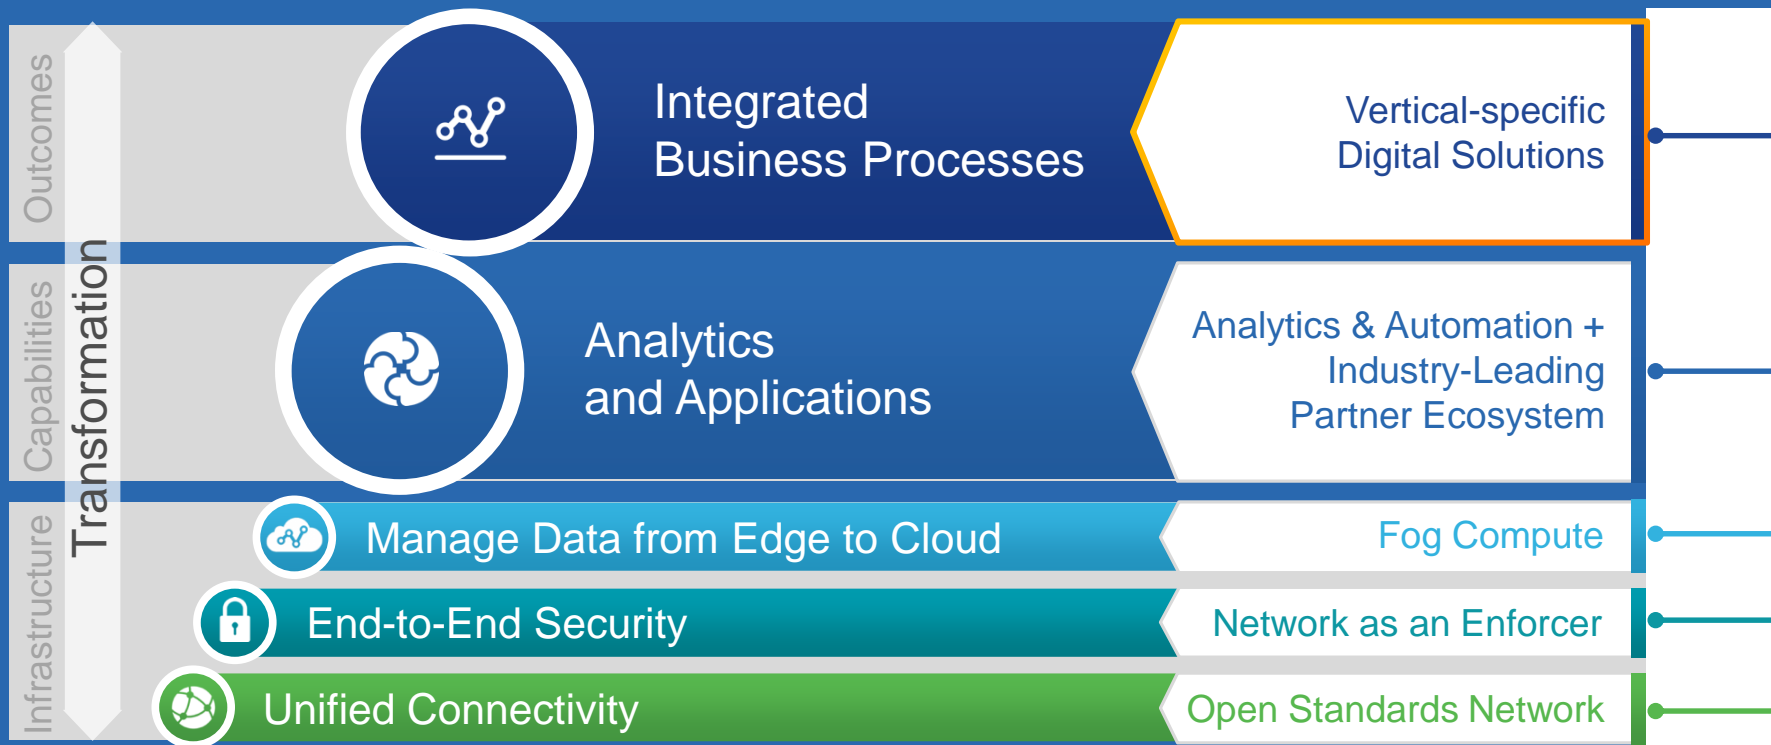 Outcomes
Capabilities
Infrastructure
Transformation
Integrated
Business Processes
Vertical-specific
Digital Solutions
Analytics
and Applications
Analytics & Automation +
Industry-Leading
Partner Ecosystem
Manage Data from Edge to Cloud
Fog Compute
End-to-End Security
Network as an Enforcer
Unified Connectivity
Open Standards Network